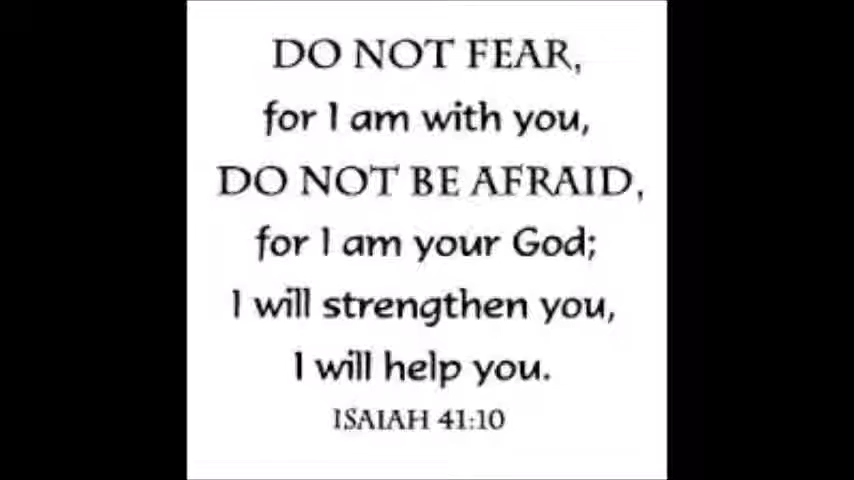 DO NOT FEAR,
for I am with you,
DO NOT BE AFRAID,
for I am your God;
I will strengthen you,
I will help you.
ISAIAH 41:10